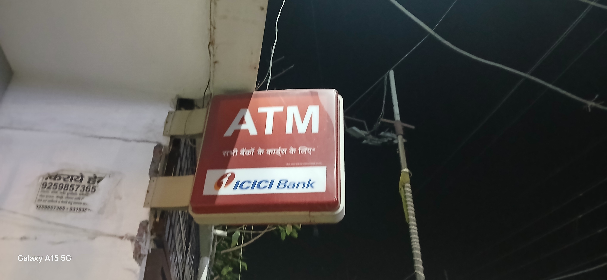 ATM
सभी बैंकों के कार्ड्स के लिए*
ICICI Bank
9259857365
Galaxy A15 5G